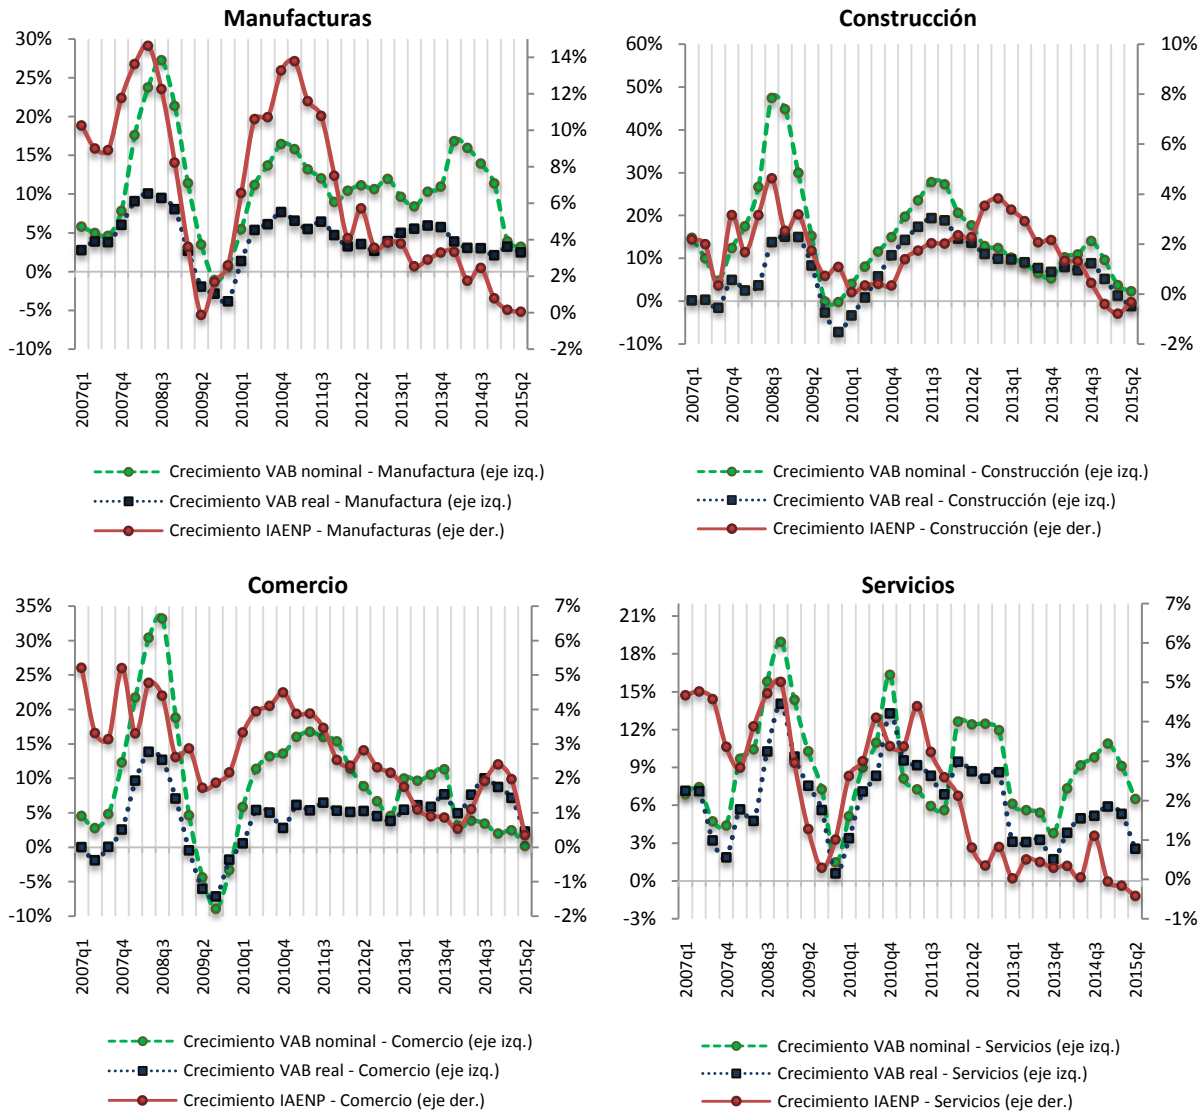 Manufacturas
30%
25%
20%
15%
10%
5%
0%
-5%
-10%
14%
12%
10%
8%
6%
4%
2%
0%
-2%
2007q1
2007q4
2008q3
2009q2
2010q1
2010q4
2011q3
2012q2
2013q1
2013q4
2014q3
2015q2
Crecimiento VAB nominal - Manufactura (eje izq.)
Crecimiento VAB real - Manufactura (eje izq.)
Crecimiento IAENP - Manufacturas (eje der.)
Construcción
60%
50%
40%
30%
20%
10%
0%
-10%
10%
8%
6%
4%
2%
0%
-2%
2007q1
2007q4
2008q3
2009q2
2010q1
2010q4
2011q3
2012q2
2013q1
2013q4
2014q3
2015q2
Crecimiento VAB nominal - Construcción (eje izq.)
Crecimiento VAB real - Construcción (eje izq.)
Crecimiento IAENP - Construcción (eje der.)
Comercio
35%
30%
25%
20%
15%
10%
5%
0%
-5%
-10%
7%
6%
5%
4%
3%
2%
1%
0%
-1%
-2%
2007q1
2007q4
2008q3
2009q2
2010q1
2010q4
2011q3
2012q2
2013q1
2013q4
2014q3
2015q2
Crecimiento VAB nominal - Comercio (eje izq.)
Crecimiento VAB real - Comercio (eje izq.)
Crecimiento IAENP - Comercio (eje der.)
Servicios
21%
18%
15%
12%
9%
6%
3%
0%
-3%
7%
6%
5%
4%
3%
2%
1%
0%
-1%
2007q1
2007q4
2008q3
2009q2
2010q1
2010q4
2011q3
2012q2
2013q1
2013q4
2014q3
2015q2
Crecimiento VAB nominal - Servicios (eje izq.)
Crecimiento VAB real - Servicios (eje izq.)
Crecimiento IAENP - Servicios (eje der.)